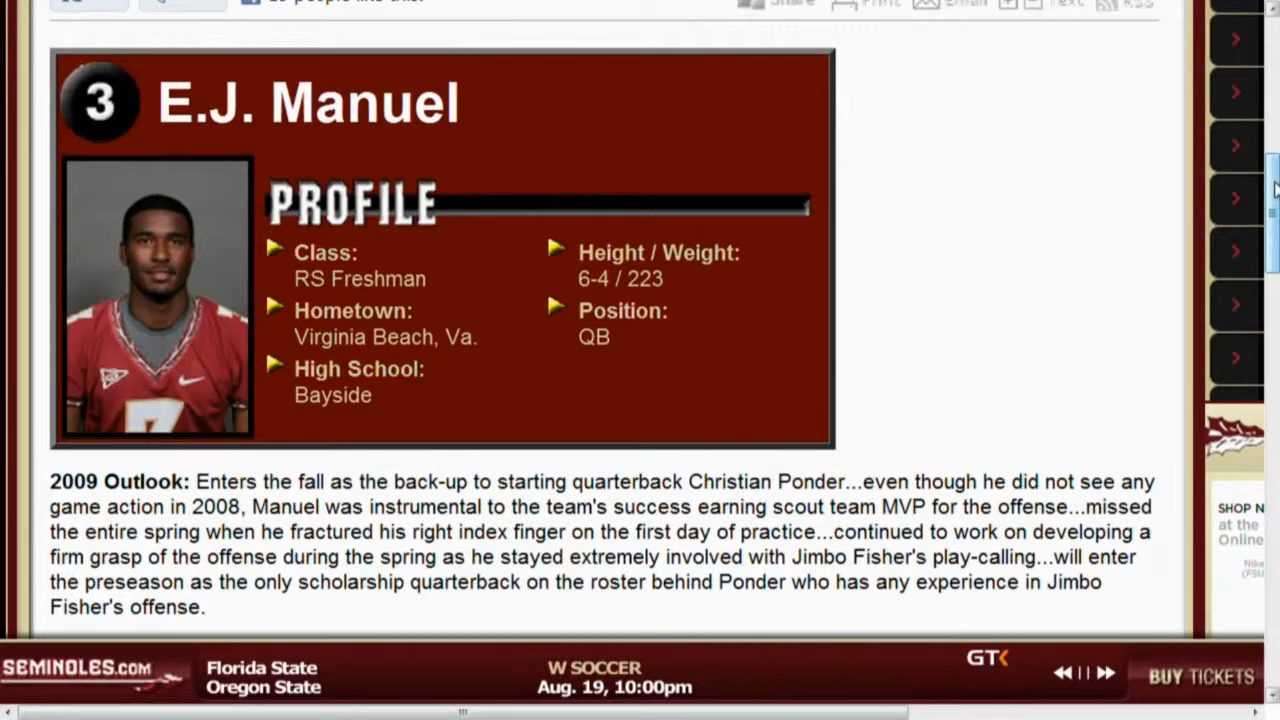 3 E.J. Manuel
PROFILE
Class:
RS Freshman
Hometown:
Virginia Beach, Va.
High School:
Bayside
Height / Weight:
6-4 / 223
Position:
QB
2009 Outlook: Enters the fall as the back-up to starting quarterback Christian Ponder...even though he did not see any
game action in 2008, Manuel was instrumental to the team's success earning scout team MVP for the offense...missed
the entire spring when he fractured his right index finger on the first day of practice...continued to work on developing a
firm grasp of the offense during the spring as he stayed extremely involved with Jimbo Fisher's play-calling...will enter
the preseason as the only scholarship quarterback on the roster behind Ponder who has any experience in Jimbo
Fisher's offense.
SHOP N
at the
Online
Nike
(FSU
SEMINOLES.COM
Florida State
Oregon State
W SOCCER
Aug. 19, 10:00pm
GT
BUY TICKETS